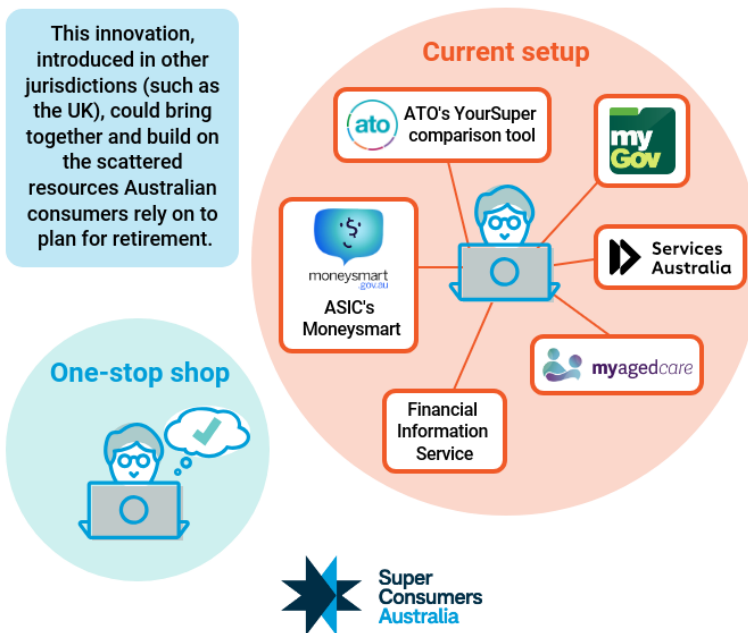 This innovation,
introduced in other
jurisdictions (such as
the UK), could bring
together and build on
the scattered
resources Australian
consumers rely on to
plan for retirement.
Current setup
ato
ATO's YourSuper
comparison tool
my
Gov
$
moneysmart
.gov.au
ASIC's
Moneysmart
Services
Australia
myagedcare
Financial
Information
Service
One-stop shop
Super
Consumers
Australia